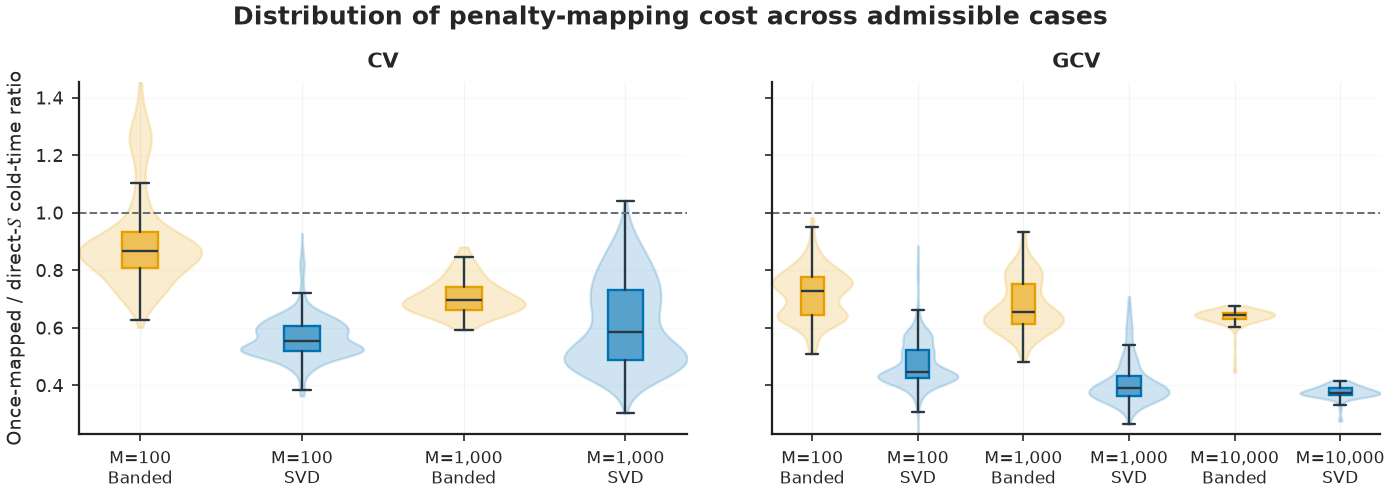 Distribution of penalty-mapping cost across admissible cases
CV
GCV
Once-mapped / direct-S cold-time ratio
1.4
1.2
1.0
0.8
0.6
0.4
M=100
Banded
M=100
SVD
M=1,000
Banded
M=1,000
SVD
M=100
Banded
M=100
SVD
M=1,000
Banded
M=1,000
SVD
M=10,000
Banded
M=10,000
SVD